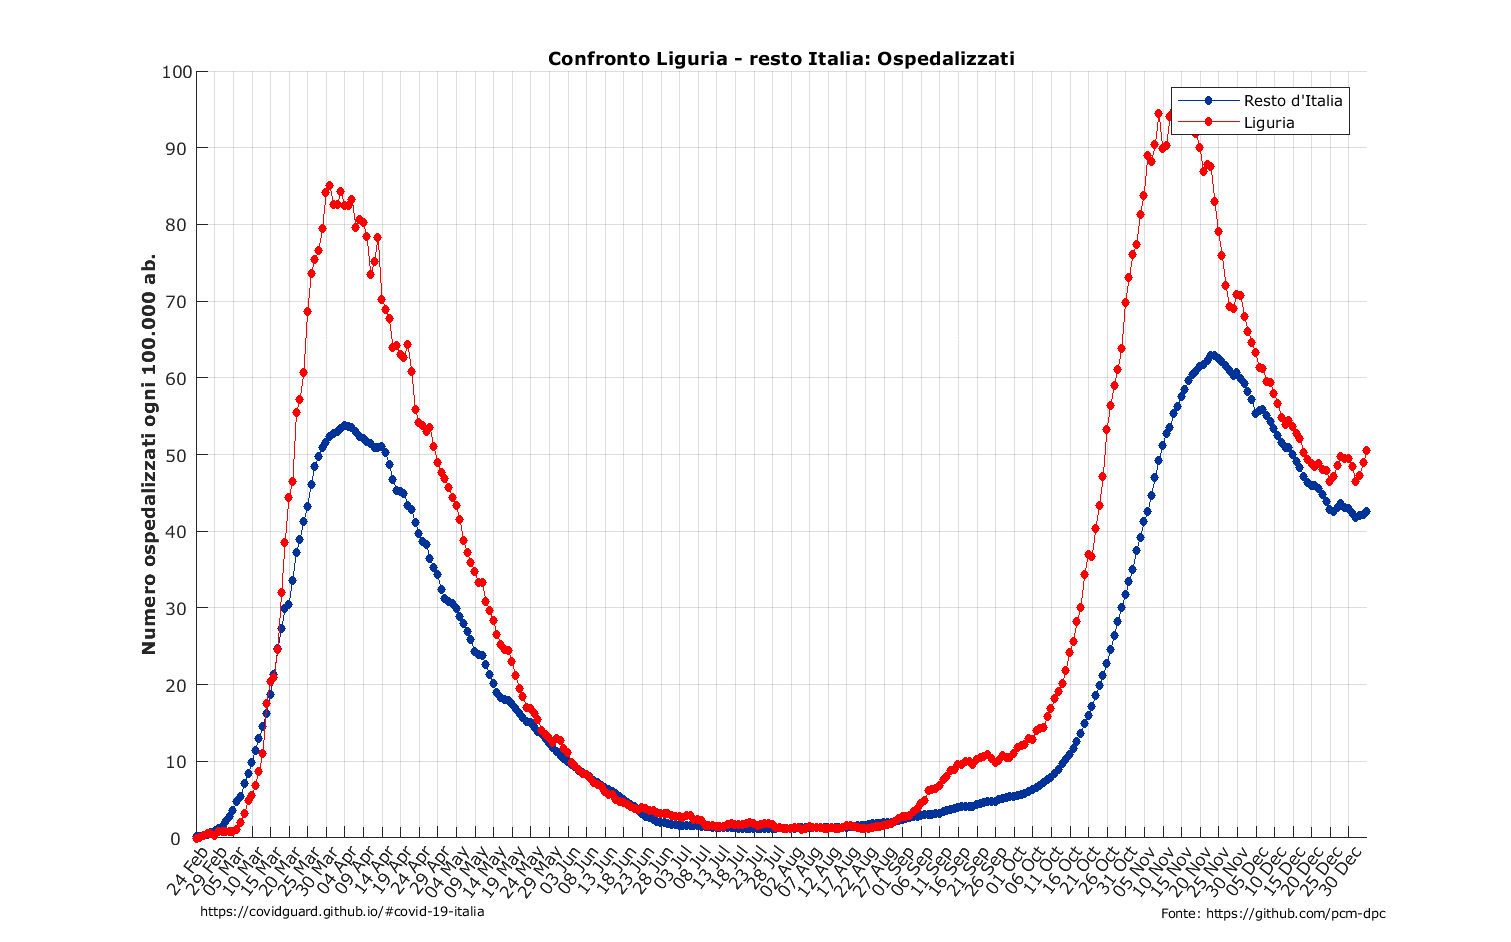 Confronto Liguria - resto Italia: Ospedalizzati
Numero ospedalizzati ogni 100.000 ab.
100
90
80
70
60
50
40
30
20
10
0
Resto d'Italia
Liguria
24 Feb
29 Feb
05 Mar
10 Mar
15 Mar
20 Mar
25 Mar
30 Mar
04 Apr
09 Apr
14 Apr
19 Apr
24 Apr
29 Apr
04 May
09 May
14 May
19 May
24 May
29 May
03 Jun
08 Jun
13 Jun
18 Jun
23 Jun
28 Jun
03 Jul
08 Jul
13 Jul
18 Jul
23 Jul
28 Jul
02 Aug
07 Aug
12 Aug
17 Aug
22 Aug
27 Aug
01 Sep
06 Sep
11 Sep
16 Sep
21 Sep
26 Sep
01 Oct
06 Oct
11 Oct
16 Oct
21 Oct
26 Oct
31 Oct
05 Nov
10 Nov
15 Nov
20 Nov
25 Nov
30 Nov
05 Dec
10 Dec
15 Dec
20 Dec
25 Dec
30 Dec
https://covidguard.github.io/#covid-19-italia
Fonte: https://github.com/pcm-dpc